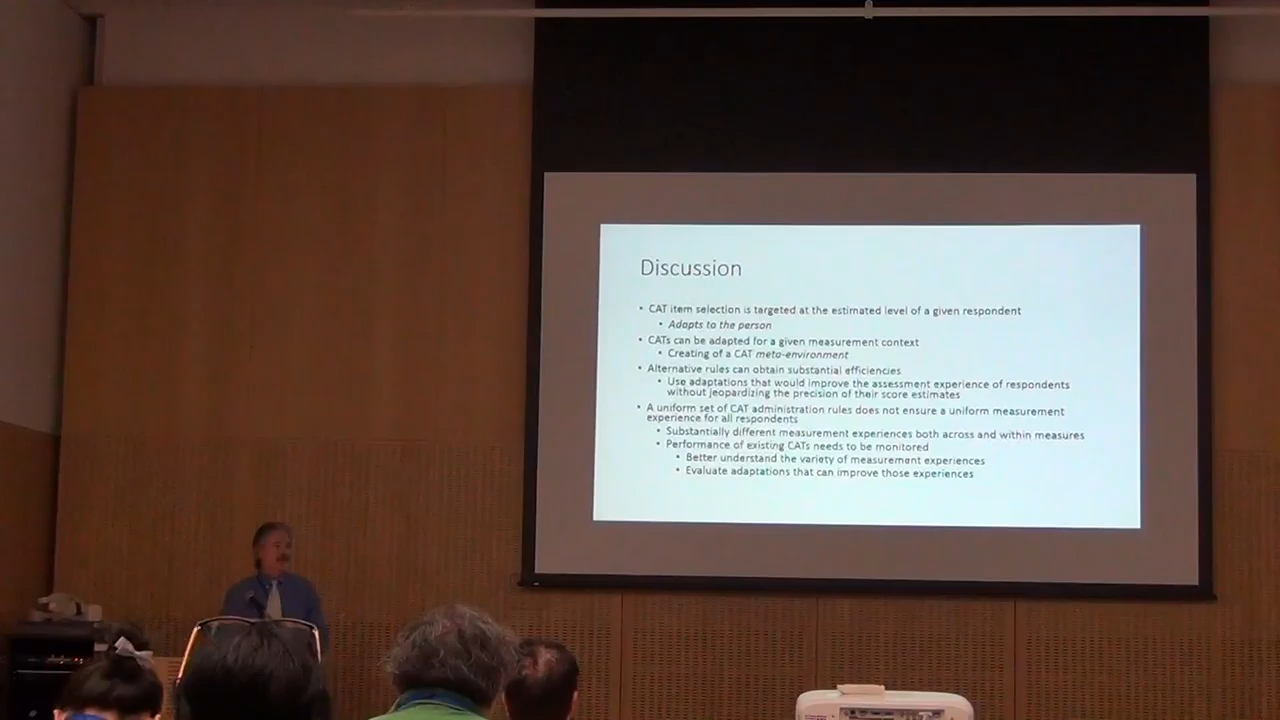 Discussion
• CAT item selection is targeted at the estimated level of a given respondent
• Adapts to the person
• CATs can be adapted for a given measurement context
• Creating of a CAT meta-environment
• Alternative rules can obtain substantial efficiencies
• Use adaptations that would improve the assessment experience of respondents
without jeopardizing the precision of their score estimates
• A uniform set of CAT administration rules does not ensure a uniform measurement
experience for all respondents
• Substantially different measurement experiences both across and within measures
• Performance of existing CATs needs to be monitored
• Better understand the variety of measurement experiences
• Evaluate adaptations that can improve those experiences